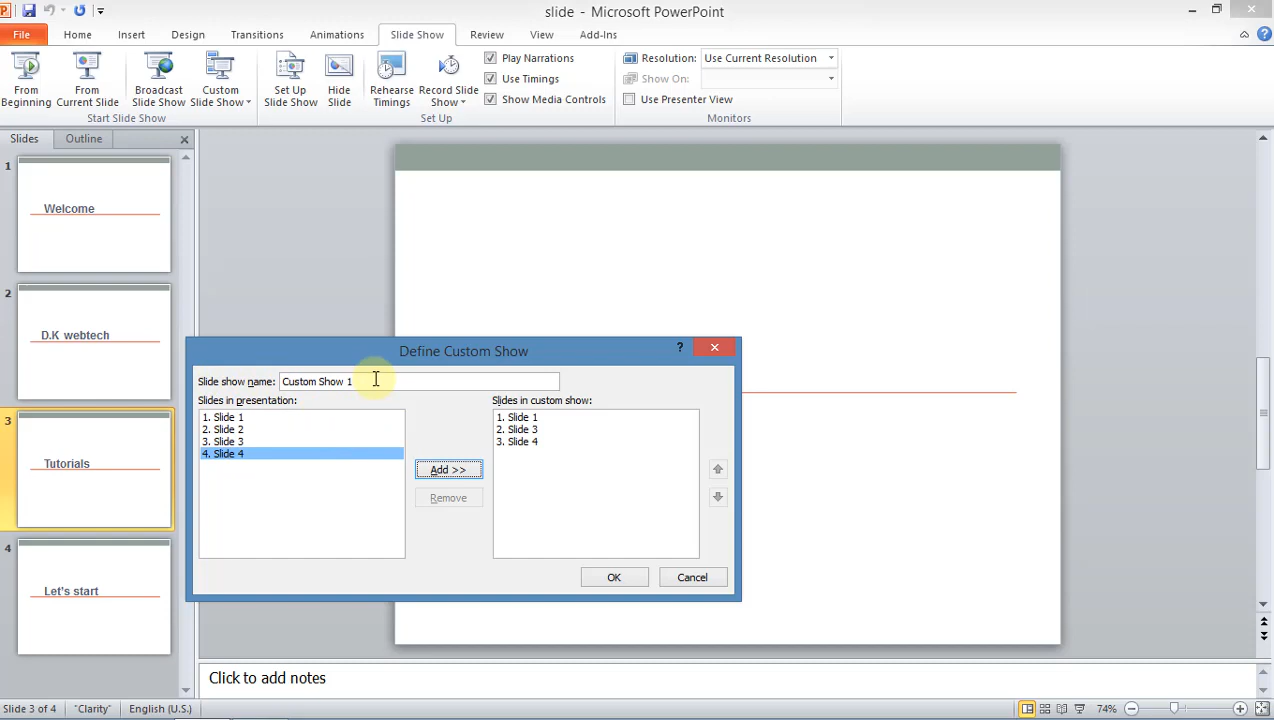 slide - Microsoft PowerPoint
File Home Insert Design Transitions Animations Slide Show Review View Add-Ins
From Beginning
From Current Slide
Broadcast Slide Show
Custom Slide Show
Set Up Slide Show
Hide Slide
Rehearse Timings
Record Slide Show
Play Narrations
Use Timings
Show Media Controls
Resolution: Use Current Resolution
Show On:
Use Presenter View
Start Slide Show
Set Up
Monitors
Slides Outline
1
Welcome
2
D.K webtech
3
Tutorials
4
Let's start
Define Custom Show
?
Slide show name: Custom Show 1
Slides in presentation:
1. Slide 1
2. Slide 2
3. Slide 3
4. Slide 4
Add >>
Remove
Slides in custom show:
1. Slide 1
2. Slide 3
3. Slide 4
OK
Cancel
Click to add notes
Slide 3 of 4 "Clarity" English (U.S.) 74%